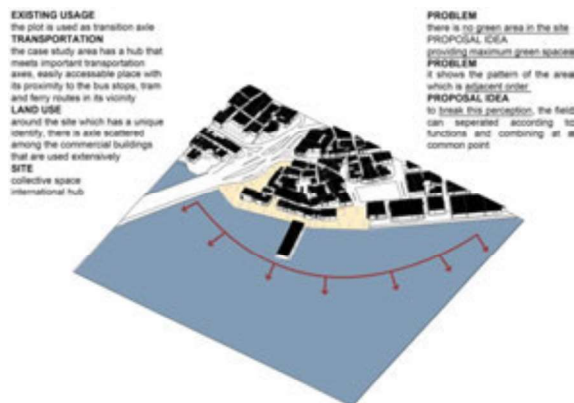 EXISTING USAGE
the plot is used as transition axle
TRANSPORTATION
the case study area has a hub that
meets important transportation
axes, easily accessable place with
its proximity to the bus stops, tram
and ferry routes in its vicinity
LAND USE
around the site which has a unique
identity, there is axle scattered
among the commercial buildings
that are used extensively
SITE
collective space
international hub
PROBLEM
there is no green area in the site
PROPOSAL IDEA
providing maximum green spaces
PROBLEM
it shows the pattern of the area
which is adjacent order
PROPOSAL IDEA
to break this perception, the field
can seperated according to
functions and combining at a
common point